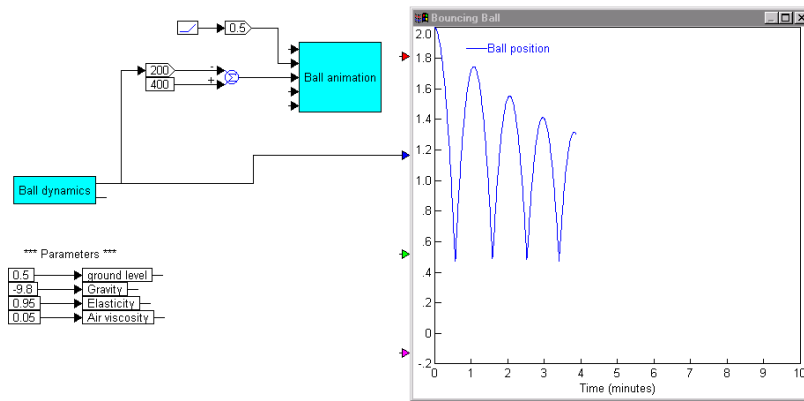 0.5
Ball animation
200
-
400
+
Σ
Ball dynamics
*** Parameters ***
0.5 ground level
-9.8 Gravity
0.95 Elasticity
0.05 Air viscosity
Bouncing Ball
Ball position
2.0
1.8
1.6
1.4
1.2
1.0
.8
.6
.4
.2
0
-.2
0 1 2 3 4 5 6 7 8 9 10
Time (minutes)